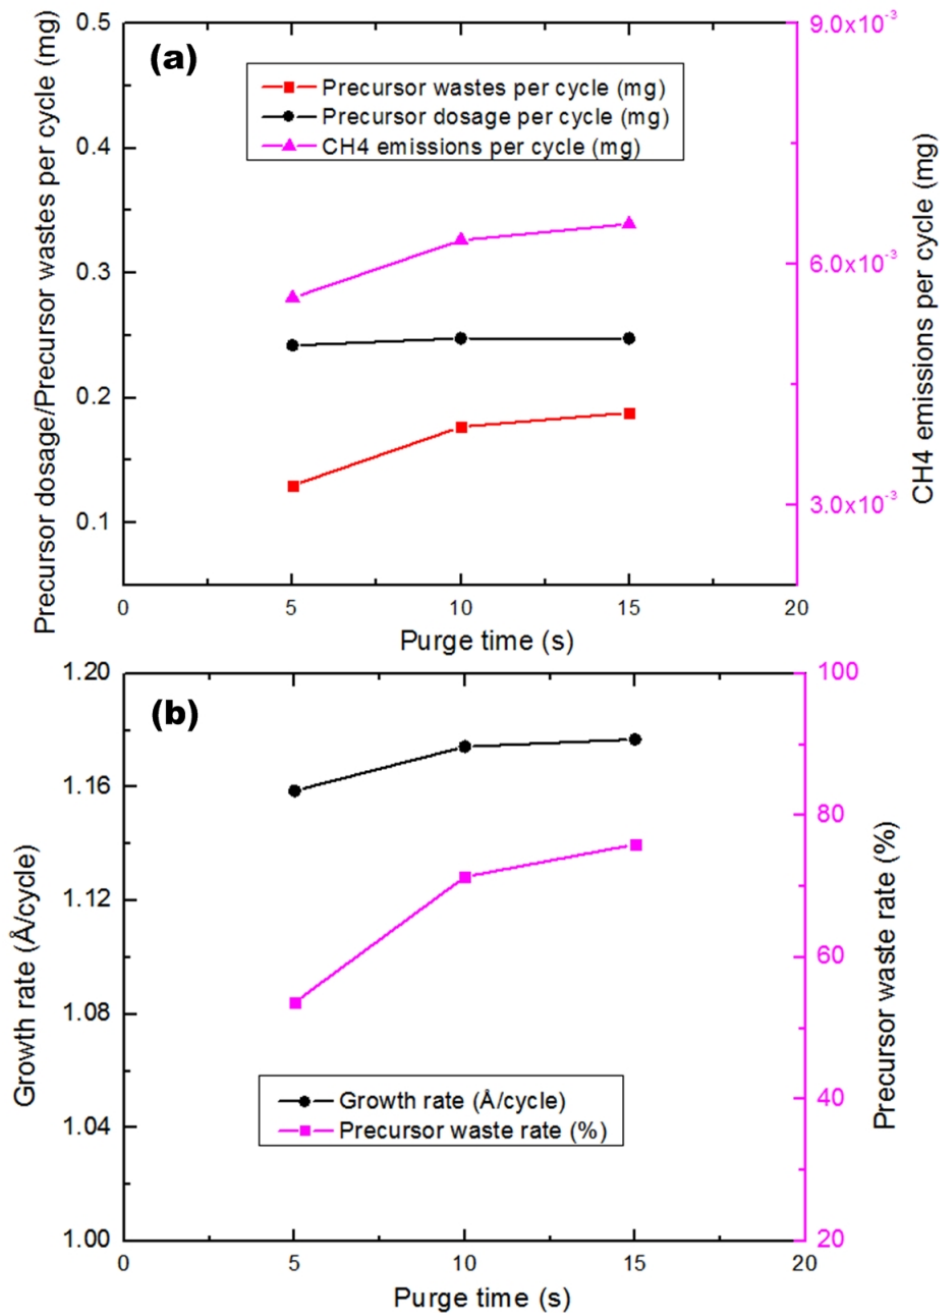 (a)
Precursor wastes per cycle (mg)
Precursor dosage per cycle (mg)
CH4 emissions per cycle (mg)
Precursor dosage/Precursor wastes per cycle (mg)
0.5
0.4
0.3
0.2
0.1
9.0x10⁻³
6.0x10⁻³
3.0x10⁻³
CH4 emissions per cycle (mg)
0 5 10 15 20
Purge time (s)
(b)
Growth rate (Å/cycle)
1.20
1.16
1.12
1.08
1.04
1.00
100
80
60
40
20
Precursor waste rate (%)
Growth rate (Å/cycle)
Precursor waste rate (%)
0 5 10 15 20
Purge time (s)